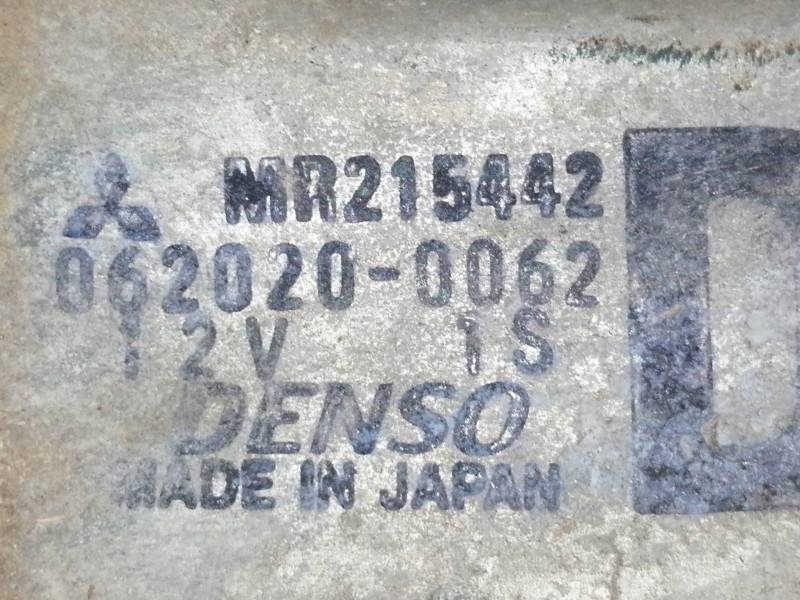 MR215442
062020-0062
12V 1S
DENSO
MADE IN JAPAN
D